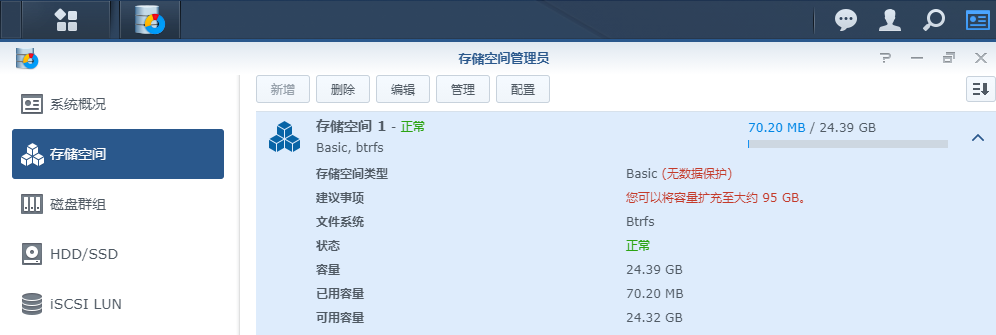 存储空间管理员
系统概况
存储空间
磁盘群组
HDD/SSD
iSCSI LUN
新增 删除 编辑 管理 配置
存储空间 1 - 正常 70.20 MB / 24.39 GB
Basic, btrfs
存储空间类型 Basic (无数据保护)
建议事项 您可以将容量扩充至大约 95 GB。
文件系统 Btrfs
状态 正常
容量 24.39 GB
已用容量 70.20 MB
可用容量 24.32 GB